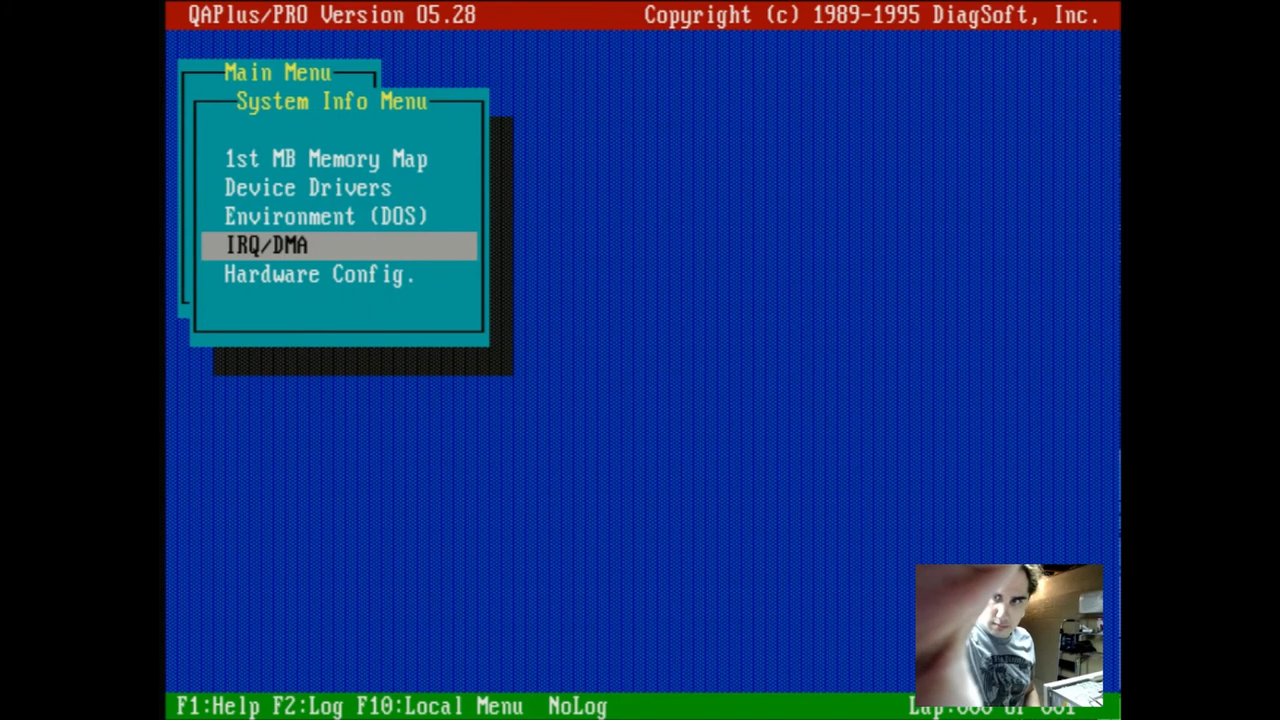 QAPlus/PRO Version 05.28 Copyright (c) 1989-1995 DiagSoft, Inc.
Main Menu
System Info Menu
1st MB Memory Map
Device Drivers
Environment (DOS)
IRQ/DMA
Hardware Config.
F1:Help F2:Log F10:Local Menu NoLog